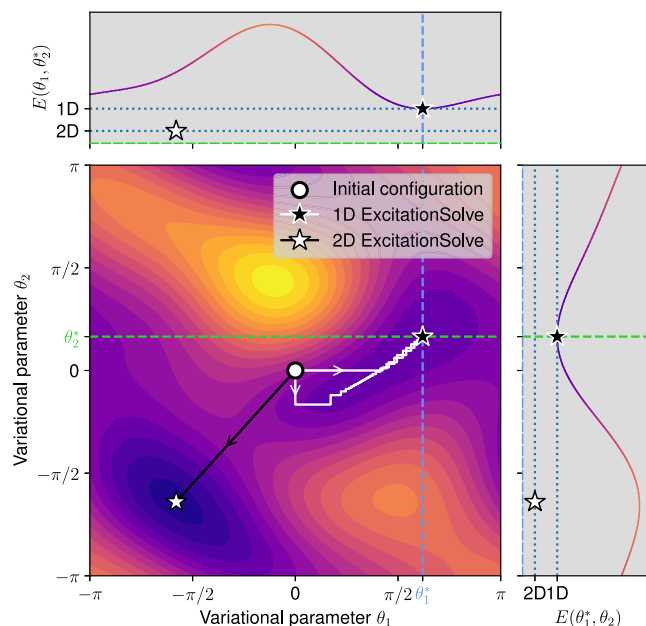 E(θ₁, θ₂*)
1D
2D
π
π/2
θ₂*
0
−π/2
−π
Variational parameter θ₂
Initial configuration
1D ExcitationSolve
2D ExcitationSolve
−π −π/2 0 π/2 θ₁* π
Variational parameter θ₁
2D1D
E(θ₁*, θ₂)